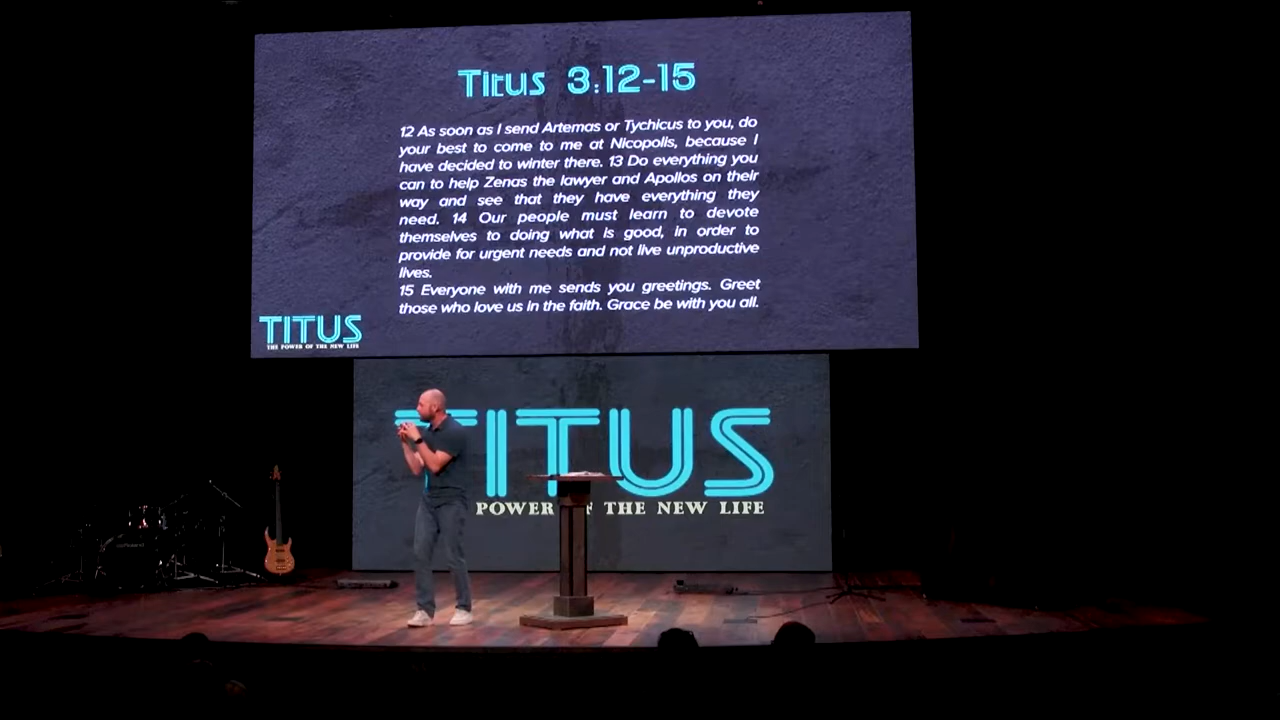 Titus 3:12-15
12 As soon as I send Artemas or Tychicus to you, do
your best to come to me at Nicopolis, because I
have decided to winter there. 13 Do everything you
can to help Zenas the lawyer and Apollos on their
way and see that they have everything they
need. 14 Our people must learn to devote
themselves to doing what is good, in order to
provide for urgent needs and not live unproductive
lives.
15 Everyone with me sends you greetings. Greet
those who love us in the faith. Grace be with you all.
TITUS
THE POWER OF THE NEW LIFE
TITUS
POWER OF THE NEW LIFE